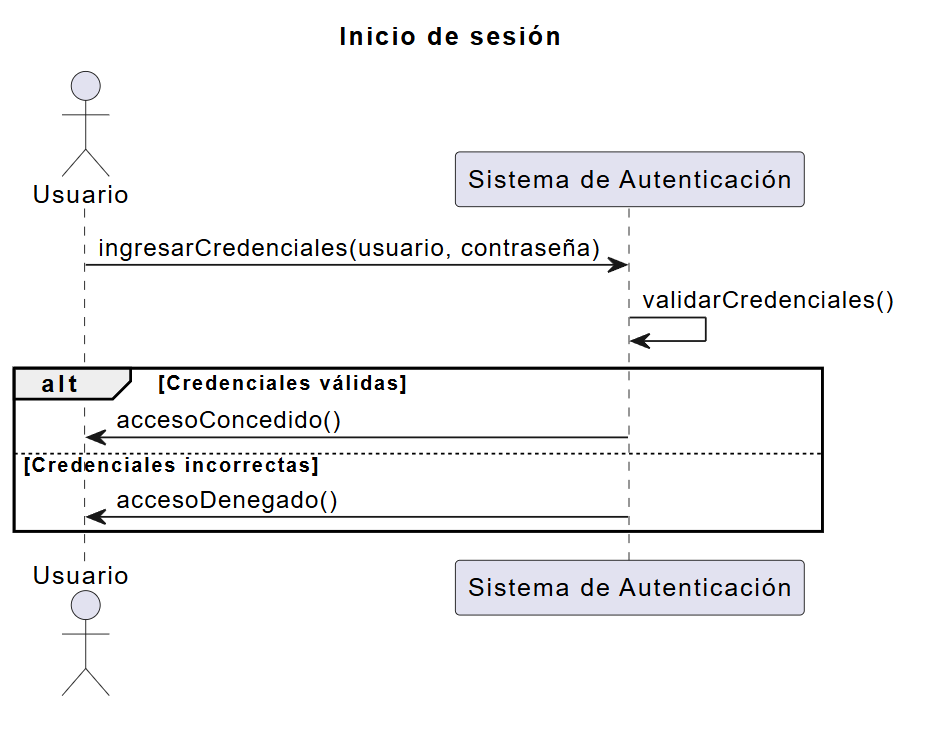 Inicio de sesión
Usuario
Sistema de Autenticación
ingresarCredenciales(usuario, contraseña)
validarCredenciales()
alt [Credenciales válidas]
accesoConcedido()
[Credenciales incorrectas]
accesoDenegado()
Usuario
Sistema de Autenticación